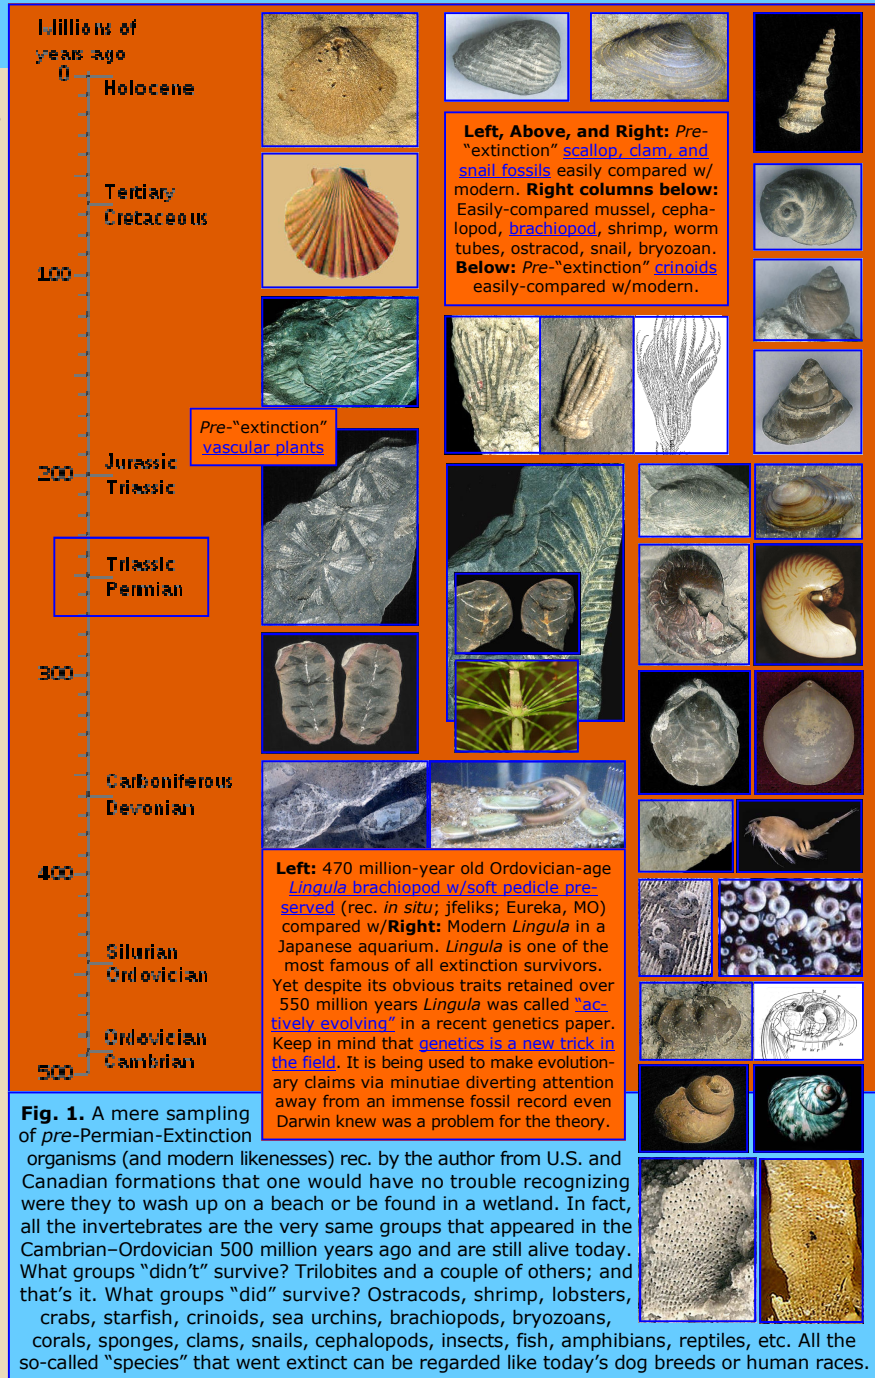 Millions of
years ago
0
Holocene
Tertiary
Cretaceous
100
Jurassic
200
Triassic
Triassic
Permian
300
Carboniferous
Devonian
400
Silurian
Ordovician
Ordovician
Cambrian
500
Left, Above, and Right: Pre-
“extinction” scallop, clam, and
snail fossils easily compared w/
modern. Right columns below:
Easily-compared mussel, cepha-
lopod, brachiopod, shrimp, worm
tubes, ostracod, snail, bryozoan.
Below: Pre-“extinction” crinoids
easily-compared w/modern.
Pre-“extinction”
vascular plants
Left: 470 million-year old Ordovician-age
Lingula brachiopod w/soft pedicle pre-
served (rec. in situ; jfeliks; Eureka, MO)
compared w/Right: Modern Lingula in a
Japanese aquarium. Lingula is one of the
most famous of all extinction survivors.
Yet despite its obvious traits retained over
550 million years Lingula was called “ac-
tively evolving” in a recent genetics paper.
Keep in mind that genetics is a new trick in
the field. It is being used to make evolution-
ary claims via minutiae diverting attention
away from an immense fossil record even
Darwin knew was a problem for the theory.
Fig. 1. A mere sampling
of pre-Permian-Extinction
organisms (and modern likenesses) rec. by the author from U.S. and
Canadian formations that one would have no trouble recognizing
were they to wash up on a beach or be found in a wetland. In fact,
all the invertebrates are the very same groups that appeared in the
Cambrian–Ordovician 500 million years ago and are still alive today.
What groups “didn’t” survive? Trilobites and a couple of others; and
that’s it. What groups “did” survive? Ostracods, shrimp, lobsters,
crabs, starfish, crinoids, sea urchins, brachiopods, bryozoans,
corals, sponges, clams, snails, cephalopods, insects, fish, amphibians, reptiles, etc. All the
so-called “species” that went extinct can be regarded like today’s dog breeds or human races.